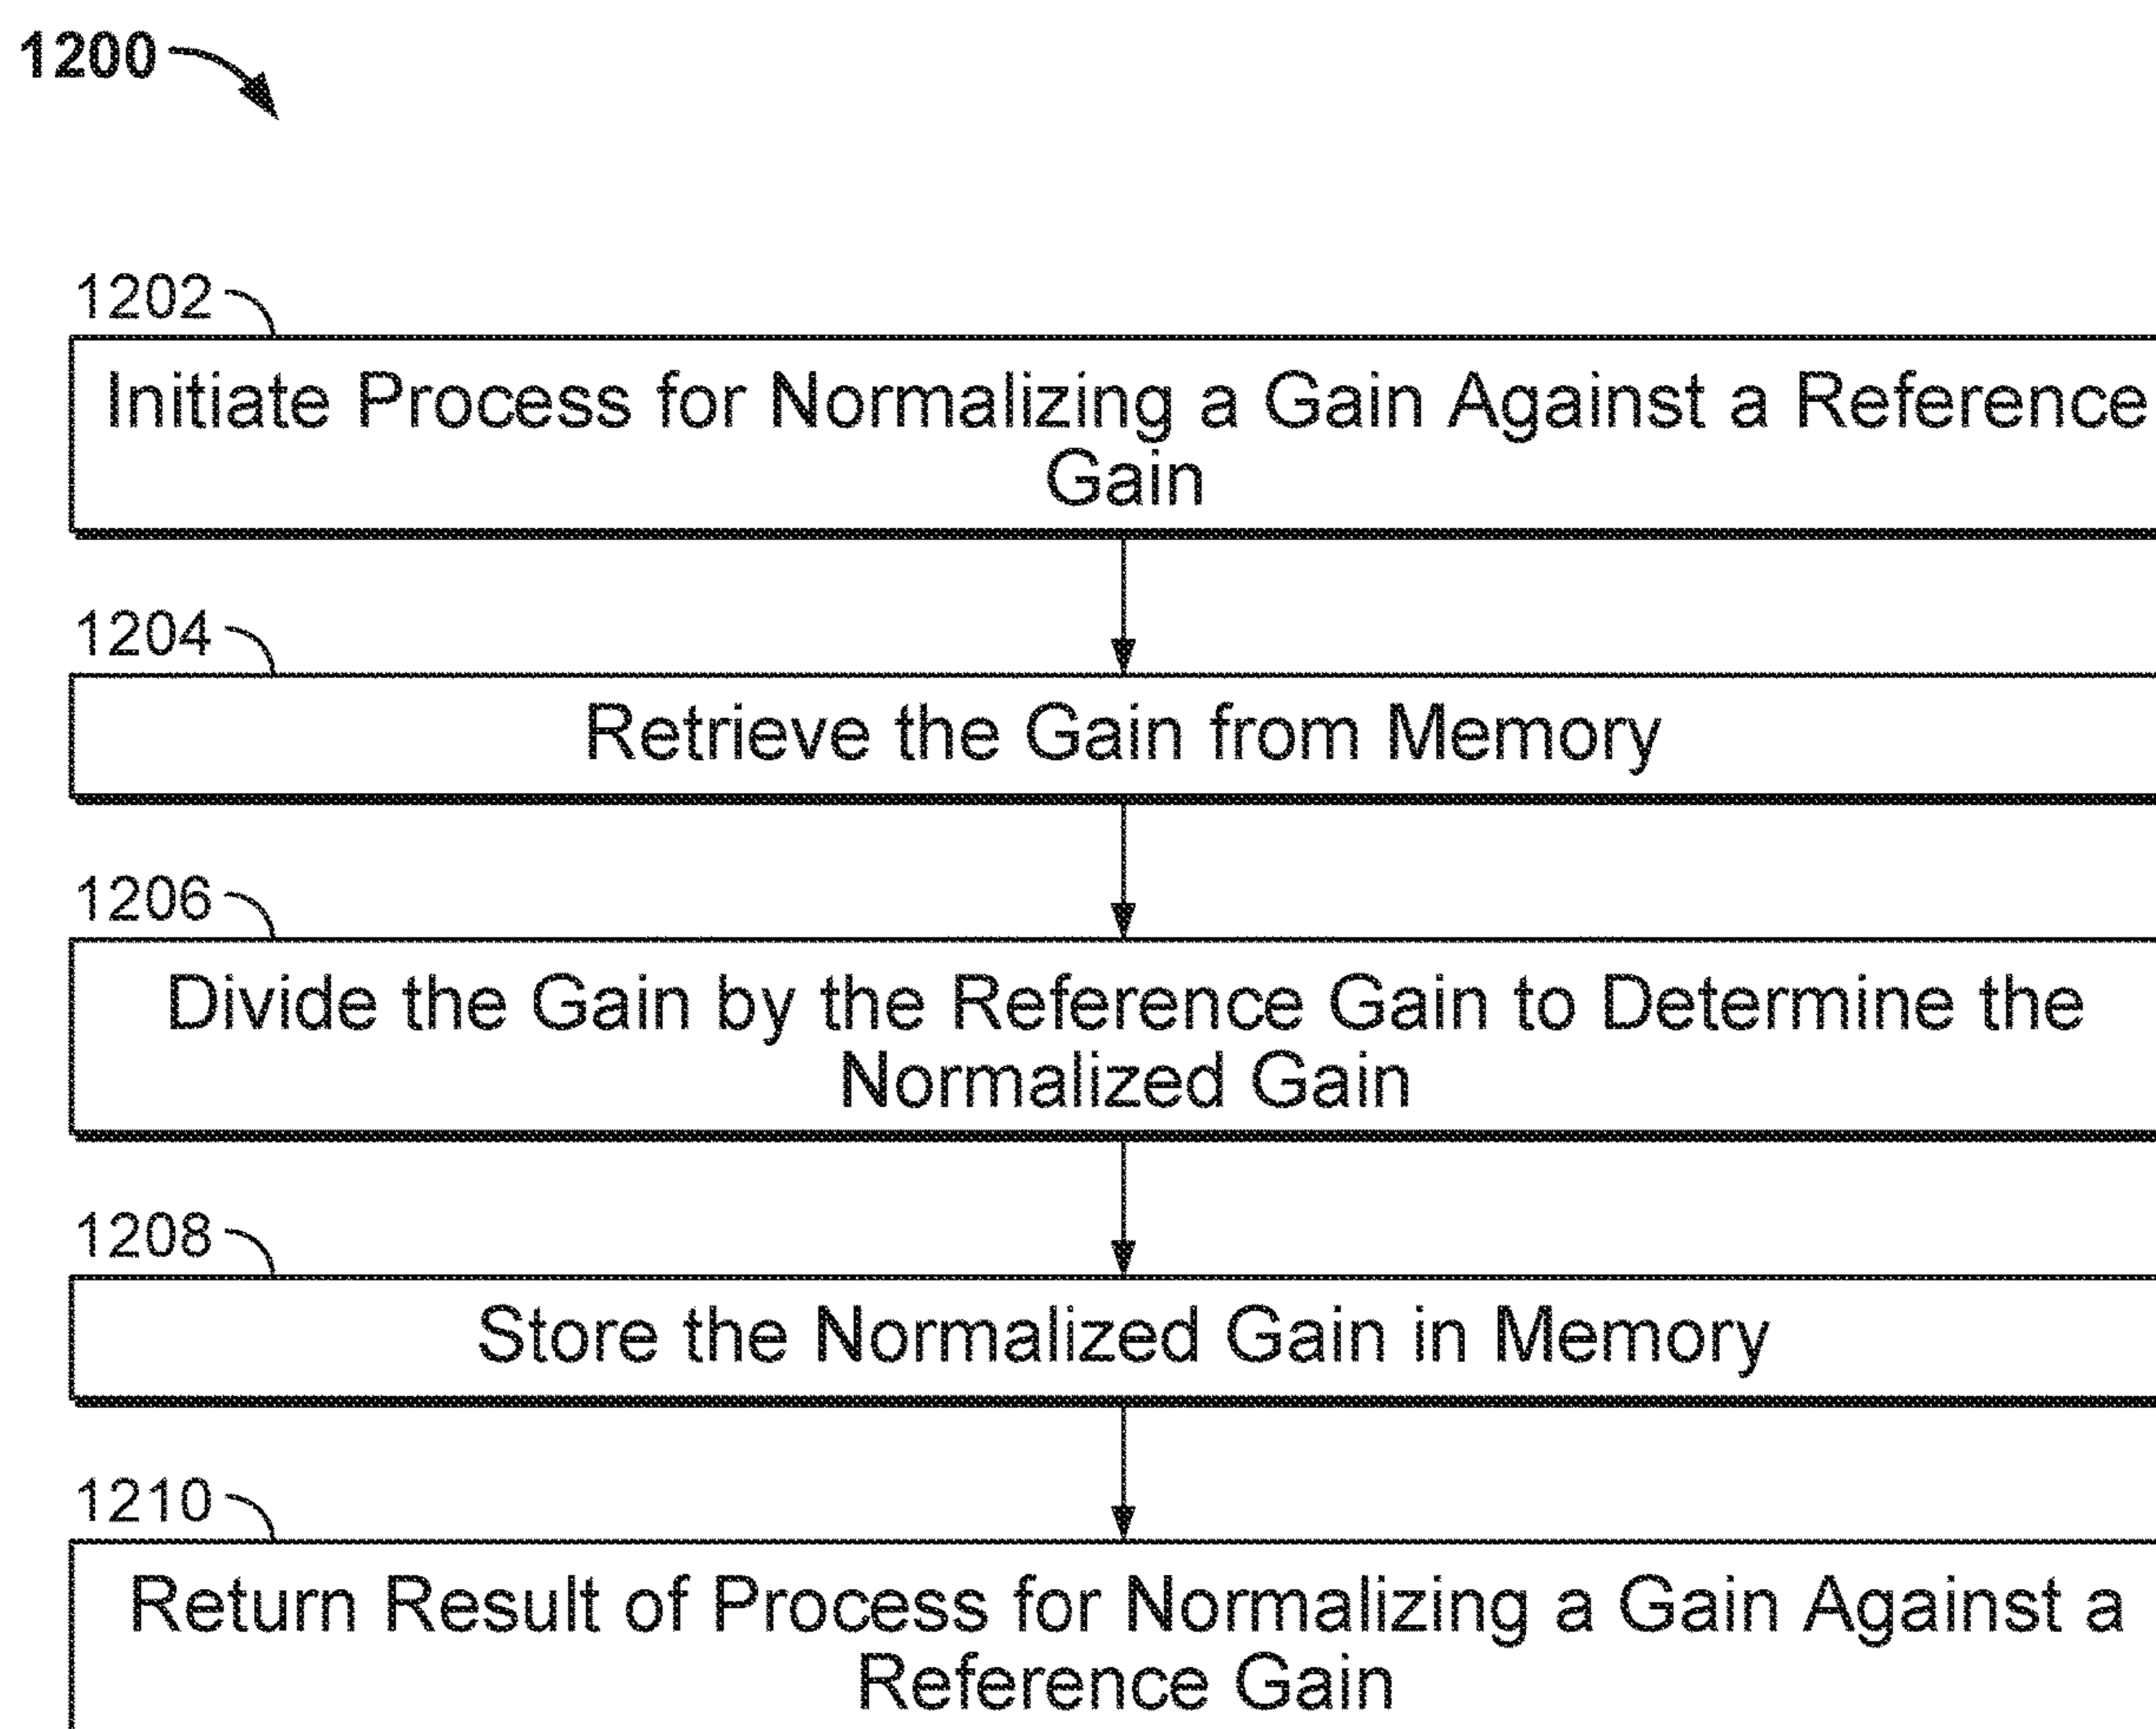 1200
1202
Initiate Process for Normalizing a Gain Against a Reference
Gain
1204
Retrieve the Gain from Memory
1206
Divide the Gain by the Reference Gain to Determine the
Normalized Gain
1208
Store the Normalized Gain in Memory
1210
Return Result of Process for Normalizing a Gain Against a
Reference Gain